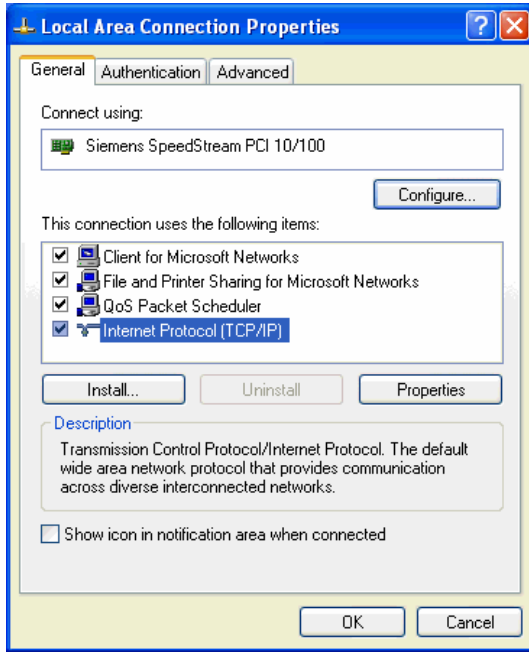 Local Area Connection Properties
General Authentication Advanced
Connect using:
Siemens SpeedStream PCI 10/100
Configure...
This connection uses the following items:
Client for Microsoft Networks
File and Printer Sharing for Microsoft Networks
QoS Packet Scheduler
Internet Protocol (TCP/IP)
Install... Uninstall Properties
Description
Transmission Control Protocol/Internet Protocol. The default
wide area network protocol that provides communication
across diverse interconnected networks.
Show icon in notification area when connected
OK Cancel